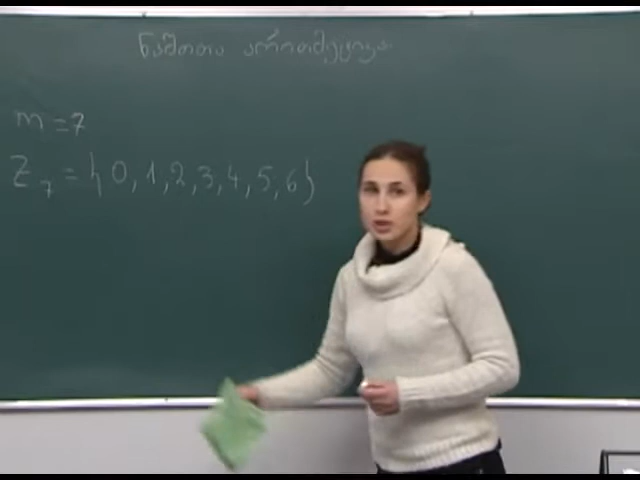 ნაშთთა არითმეტიკა
m = 7
Z₇ = { 0, 1, 2, 3, 4, 5, 6 }